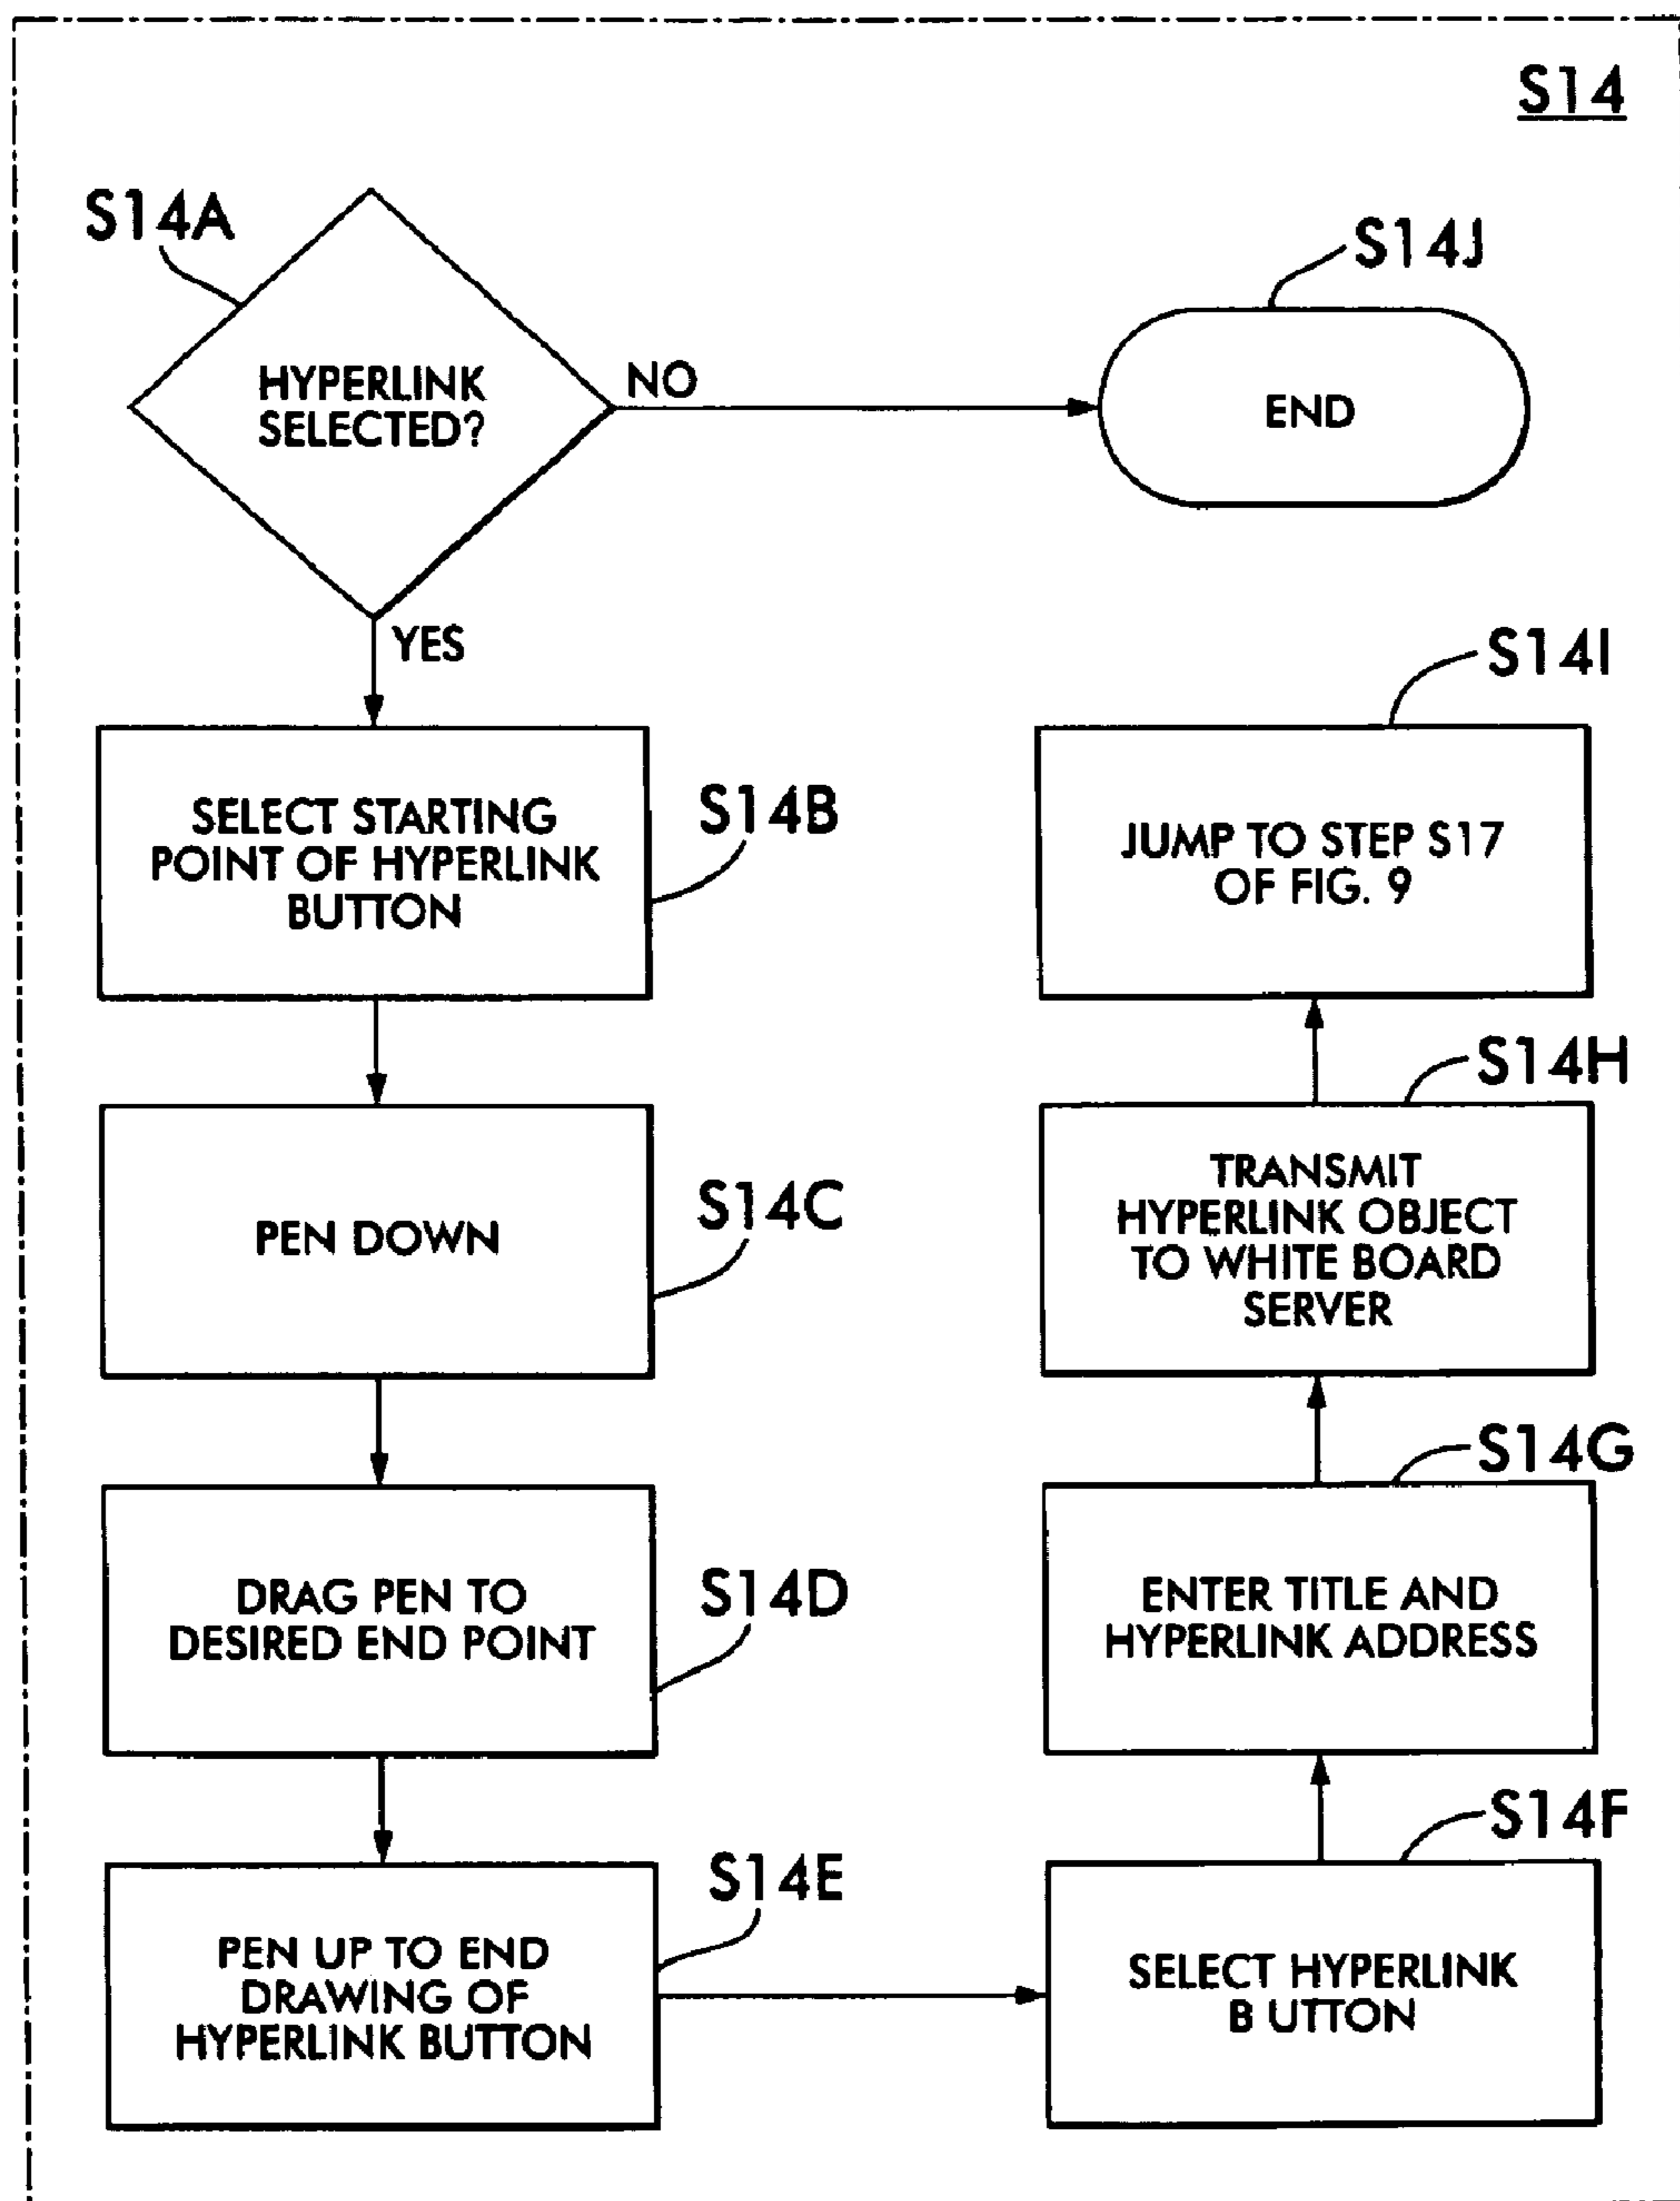 S14
S14A
HYPERLINK
SELECTED?
NO
S14J
END
YES
S14B
SELECT STARTING
POINT OF HYPERLINK
BUTTON
S14C
PEN DOWN
S14D
DRAG PEN TO
DESIRED END POINT
S14E
PEN UP TO END
DRAWING OF
HYPERLINK BUTTON
S14F
SELECT HYPERLINK
B UTTON
S14G
ENTER TITLE AND
HYPERLINK ADDRESS
S14H
TRANSMIT
HYPERLINK OBJECT
TO WHITE BOARD
SERVER
S14I
JUMP TO STEP S17
OF FIG. 9